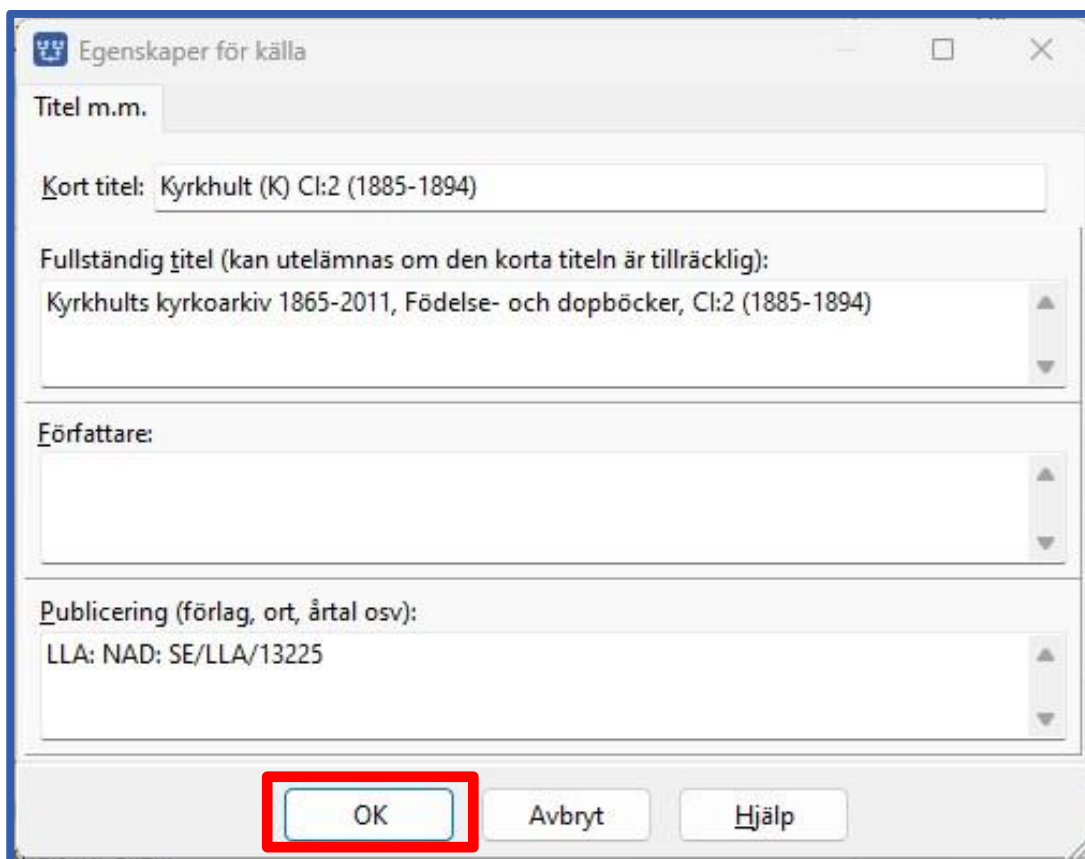 Egenskaper för källa
Titel m.m.
Kort titel: Kyrkhult (K) CI:2 (1885-1894)
Fullständig titel (kan utelämnas om den korta titeln är tillräcklig):
Kyrkhults kyrkoarkiv 1865-2011, Födelse- och dopböcker, CI:2 (1885-1894)
Författare:
Publicering (förlag, ort, årtal osv):
LLA: NAD: SE/LLA/13225
OK Avbryt Hjälp